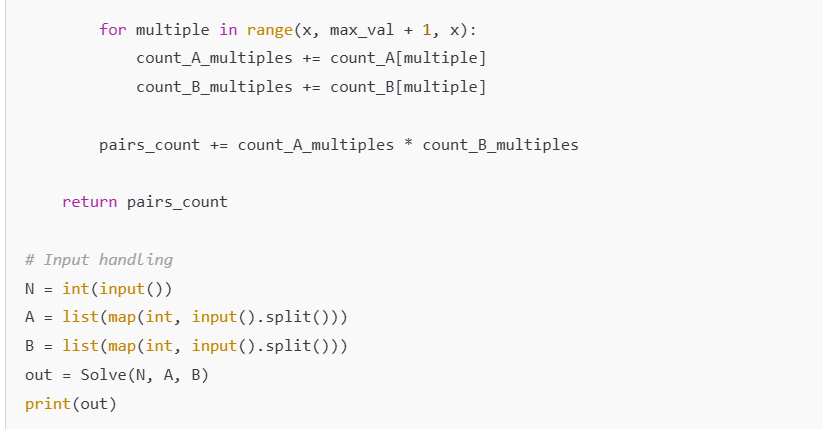 for multiple in range(x, max_val + 1, x):
            count_A_multiples += count_A[multiple]
            count_B_multiples += count_B[multiple]
        pairs_count += count_A_multiples * count_B_multiples
    return pairs_count
# Input handling
N = int(input())
A = list(map(int, input().split()))
B = list(map(int, input().split()))
out = Solve(N, A, B)
print(out)